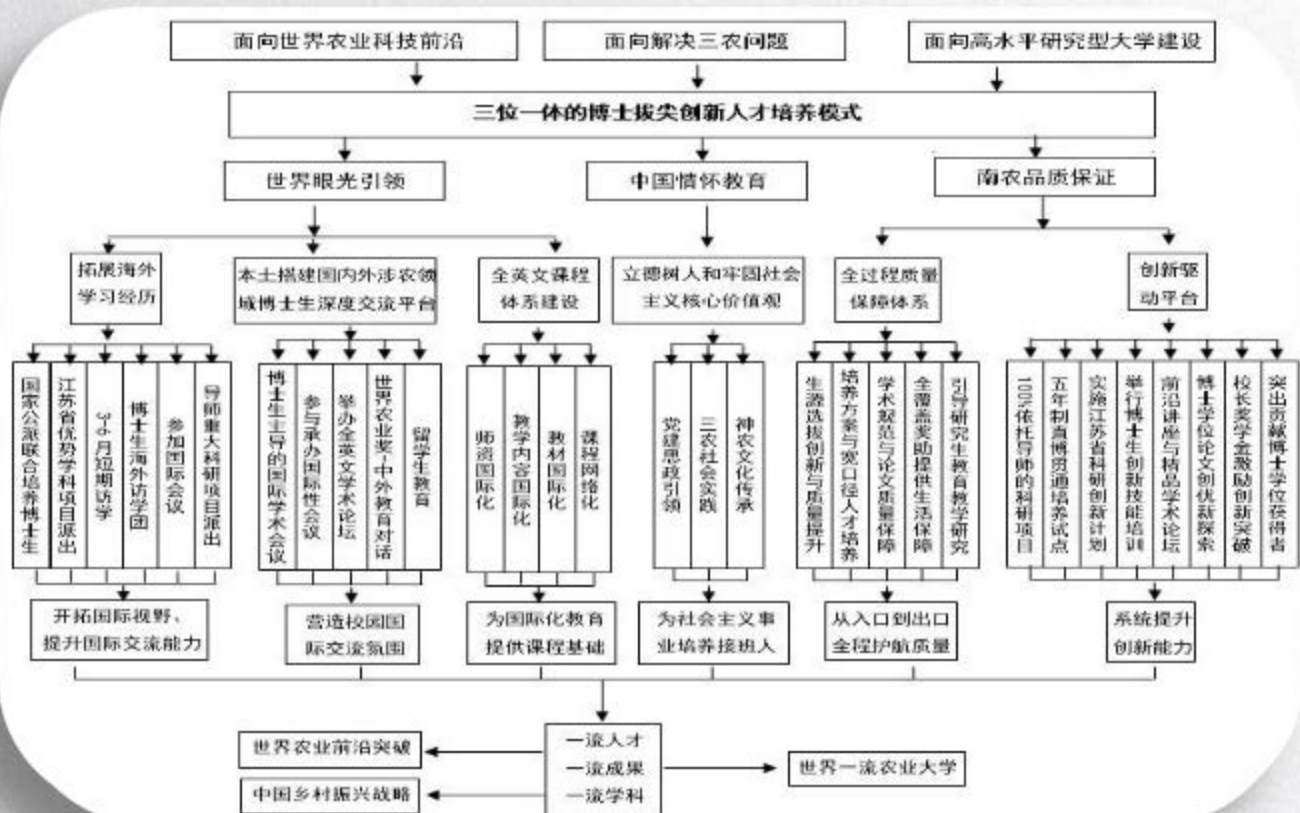 面向世界农业科技前沿
面向解决三农问题
面向高水平研究型大学建设
三位一体的博士拔尖创新人才培养模式
世界眼光引领
中国情怀教育
南农品质保证
拓展海外
学习经历
本土搭建国内外涉农领
域博士生深度交流平台
全英文课程
体系建设
立德树人和牢固社会
主义核心价值观
全过程质量
保障体系
创新驱
动平台
国家公派联合培养博士生
江苏省优势学科项目派出
3-6月短期访学
博士生海外访学团
参加国际会议
导师重大科研项目派出
博士生主导的国际学术会议
参与承办国际性会议
举办全英文学术论坛
世界农业奖-中外教育对话
留学生教育
师资国际化
教学内容国际化
教材国际化
课程网络化
党建思政引领
三农社会实践
神农文化传承
生源选拔创新与质量提升
培养方案与宽口径人才培养
学术规范与论文质量保障
全覆盖奖助提供生活保障
引导研究生教育教学研究
100%依托导师的科研项目
五年制直博贯通培养试点
实施江苏省科研创新计划
举行博士生创新技能培训
前沿讲座与精品学术论坛
博士学位论文创优新探索
校长奖学金激励创新突破
突出贡献博士学位获得者
开拓国际视野、
提升国际交流能力
营造校园国
际交流氛围
为国际化教育
提供课程基础
为社会主义事
业培养接班人
从入口到出口
全程护航质量
系统提升
创新能力
世界农业前沿突破
中国乡村振兴战略
一流人才
一流成果
一流学科
世界一流农业大学